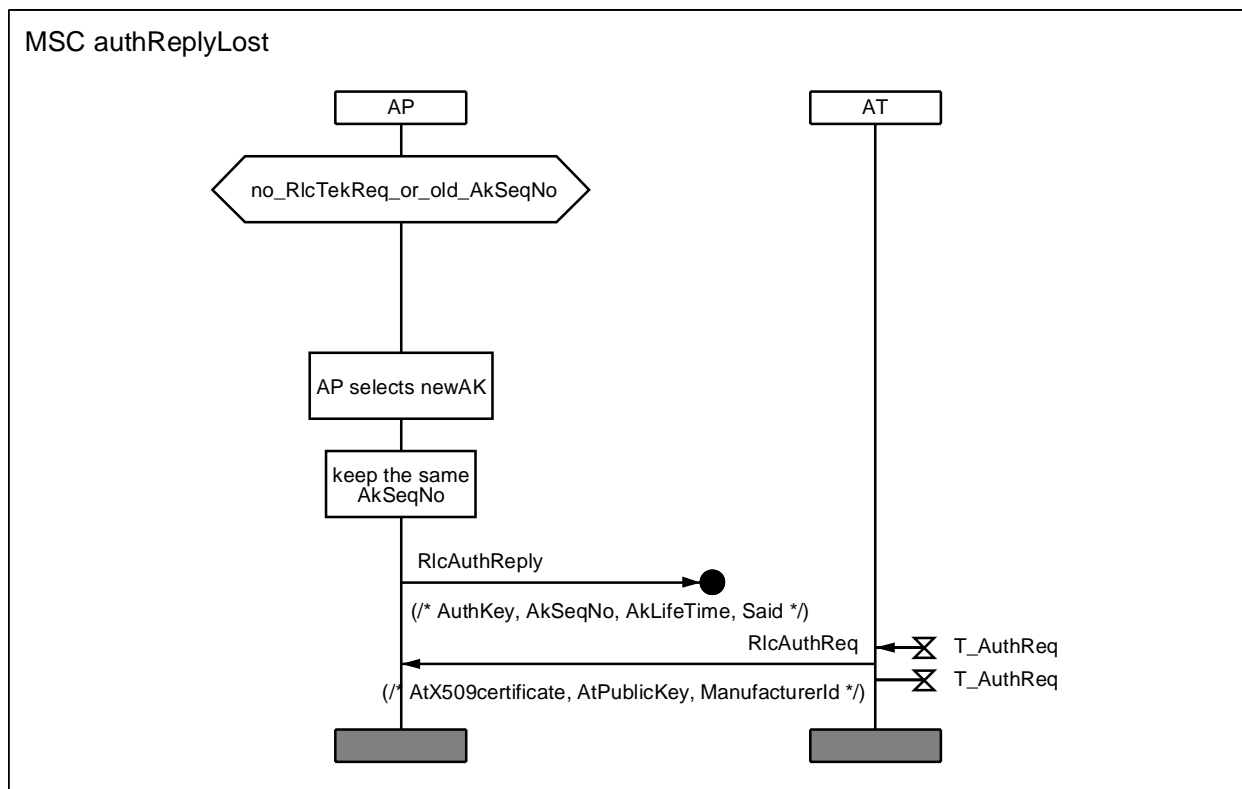 MSC authReplyLost
AP
AT
no_RlcTekReq_or_old_AkSeqNo
AP selects newAK
keep the same
AkSeqNo
RlcAuthReply
(/* AuthKey, AkSeqNo, AkLifeTime, Said */)
RlcAuthReq
T_AuthReq
(/* AtX509certificate, AtPublicKey, ManufacturerId */)
T_AuthReq